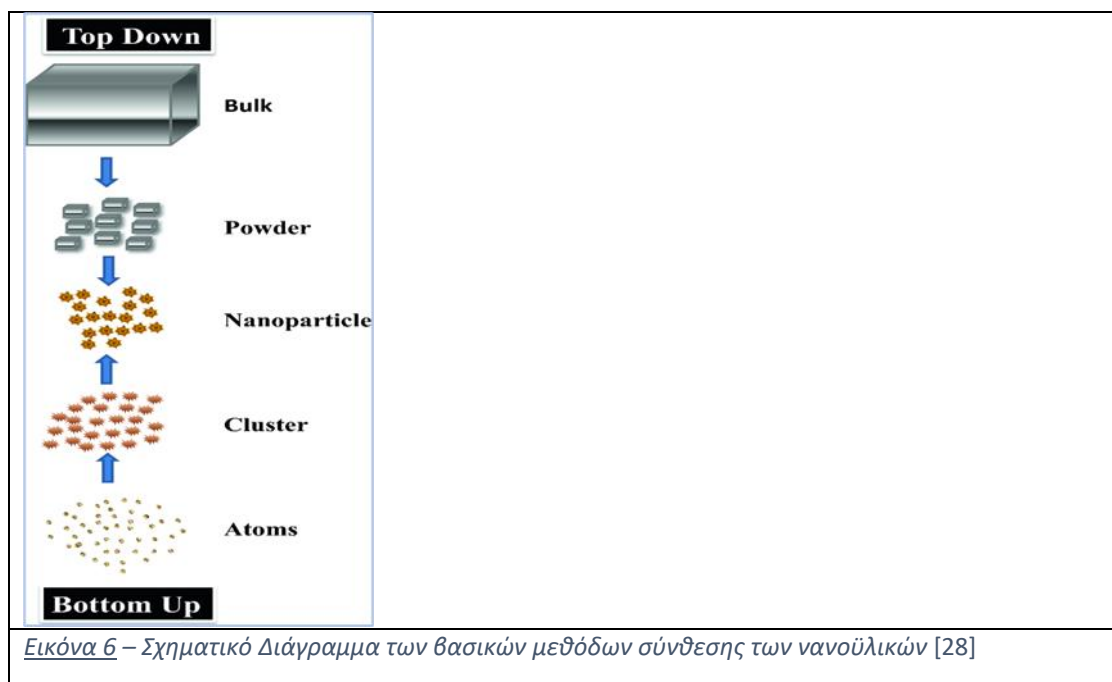 Top Down
Bulk
Powder
Nanoparticle
Cluster
Atoms
Bottom Up
Εικόνα 6 – Σχηματικό Διάγραμμα των βασικών μεθόδων σύνθεσης των νανοϋλικών [28]